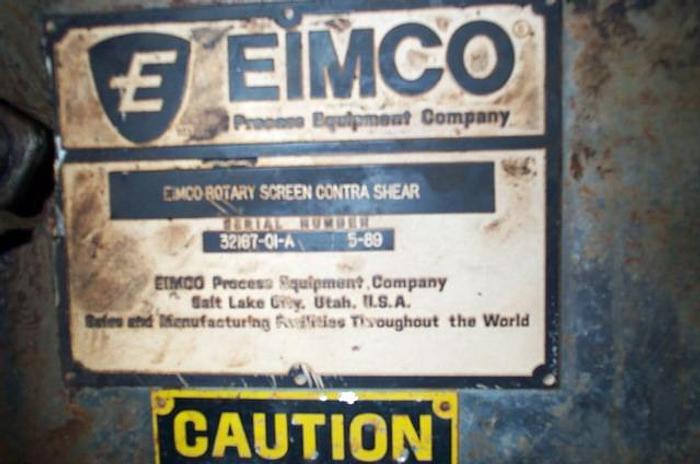 E EIMCO ®
Process Equipment Company
EIMCO ROTARY SCREEN CONTRA SHEAR
SERIAL NUMBER
32167-01-A 5-89
EIMCO Process Equipment Company
Salt Lake City, Utah, U.S.A.
Sales and Manufacturing Facilities Throughout the World
CAUTION